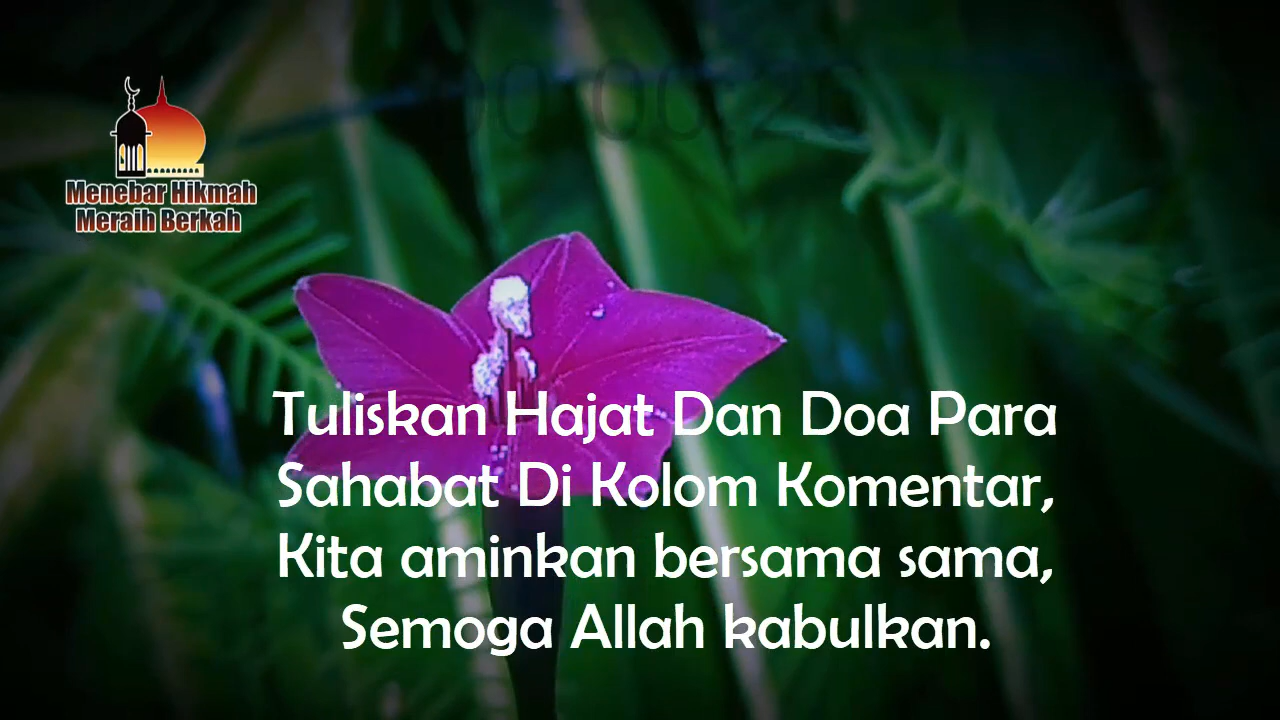 Menebar Hikmah
Meraih Berkah
Tuliskan Hajat Dan Doa Para
Sahabat Di Kolom Komentar,
Kita aminkan bersama sama,
Semoga Allah kabulkan.